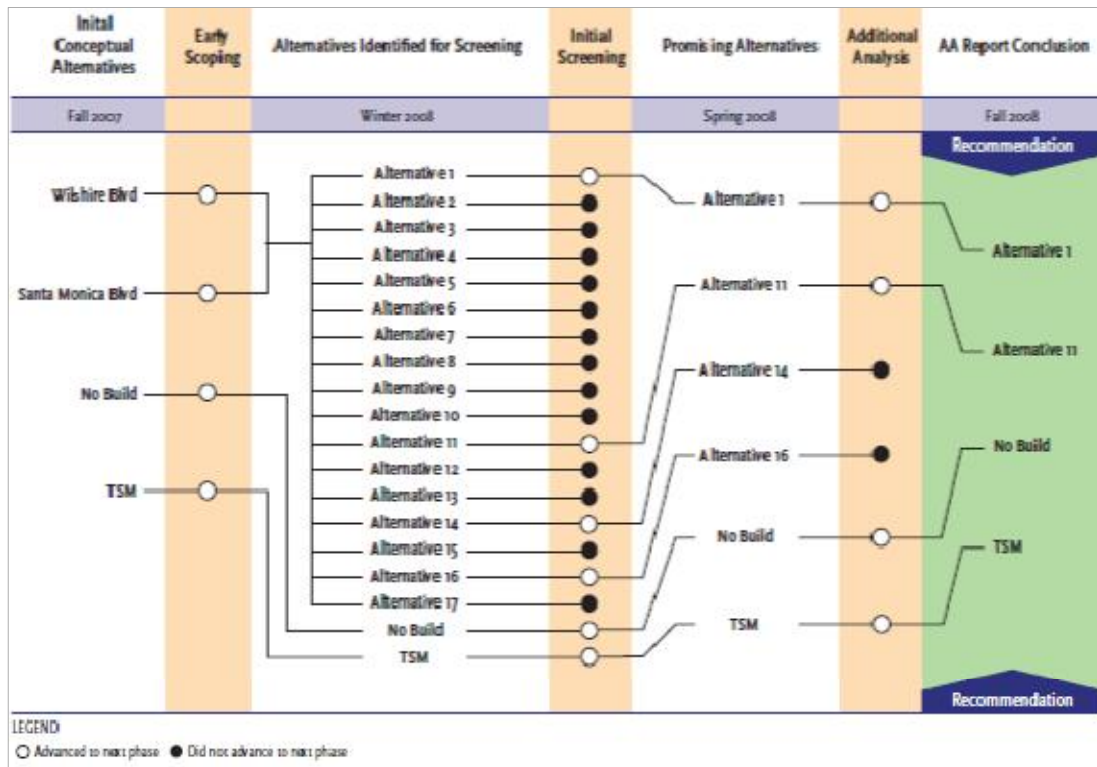 Inital
Conceptual
Alternatives
Early
Scoping
Alternatives Identified for Screening
Initial
Screening
Promising Alternatives
Additional
Analysis
AA Report Conclusion
Fall 2007
Winter 2008
Spring 2008
Fall 2008
Recommendation
Wilshire Blvd
Santa Monica Blvd
No Build
TSM
Alternative 1
Alternative 2
Alternative 3
Alternative 4
Alternative 5
Alternative 6
Alternative 7
Alternative 8
Alternative 9
Alternative 10
Alternative 11
Alternative 12
Alternative 13
Alternative 14
Alternative 15
Alternative 16
Alternative 17
No Build
TSM
Alternative 1
Alternative 11
Alternative 14
Alternative 16
No Build
TSM
Alternative 1
Alternative 11
No Build
TSM
Recommendation
LEGEND
Advanced to next phase Did not advance to next phase